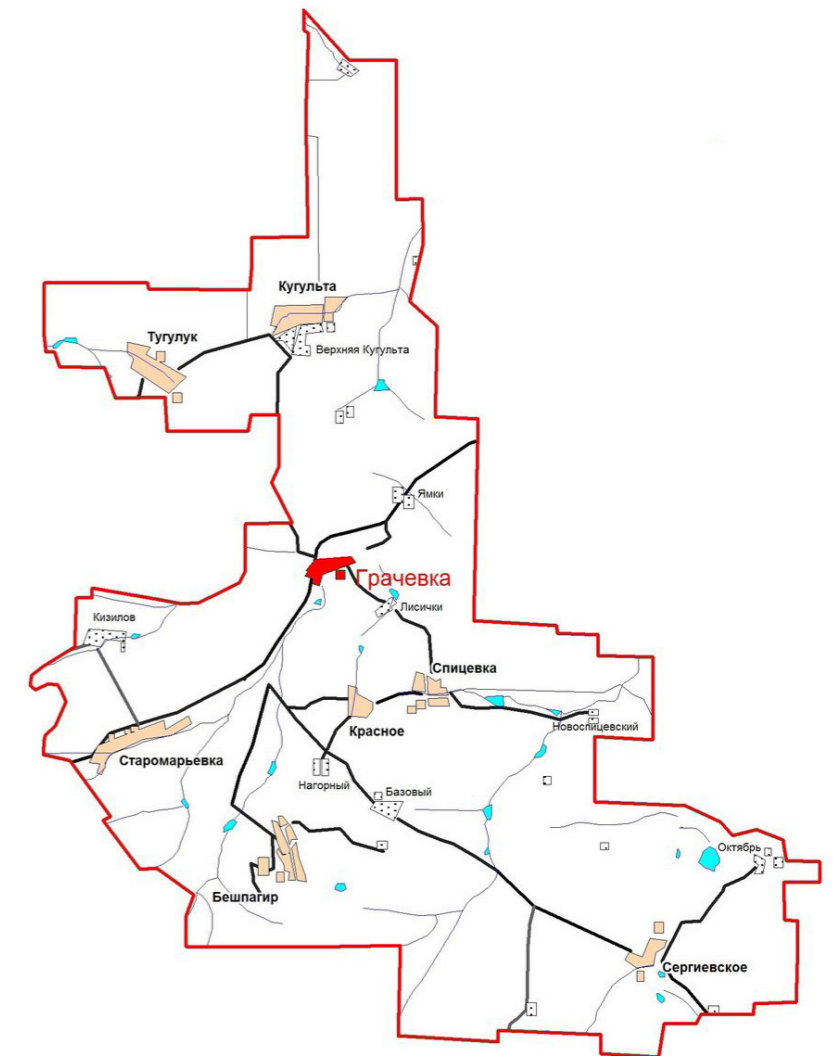 Кугульта
Тугулук
Верхняя Кугульта
Ямки
Грачевка
Лисички
Кизилов
Спицевка
Новоспицевский
Красное
Старомарьевка
Нагорный
Базовый
Октябрь
Бешпагир
Сергиевское